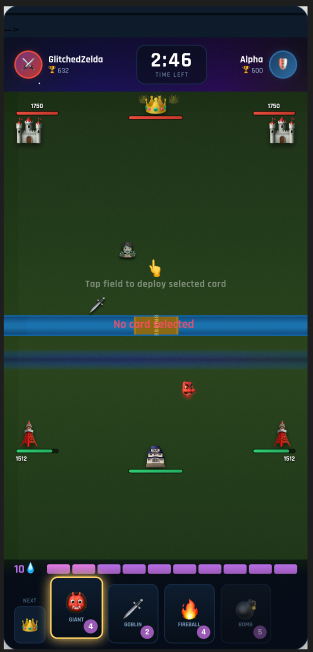 -->
GlitchedZelda
632
2:46
TIME LEFT
Alpha
600
1750
1750
Tap field to deploy selected card
No card selected
1512
1512
10
NEXT
GIANT
4
GOBLIN
2
FIREBALL
4
BOMB
5